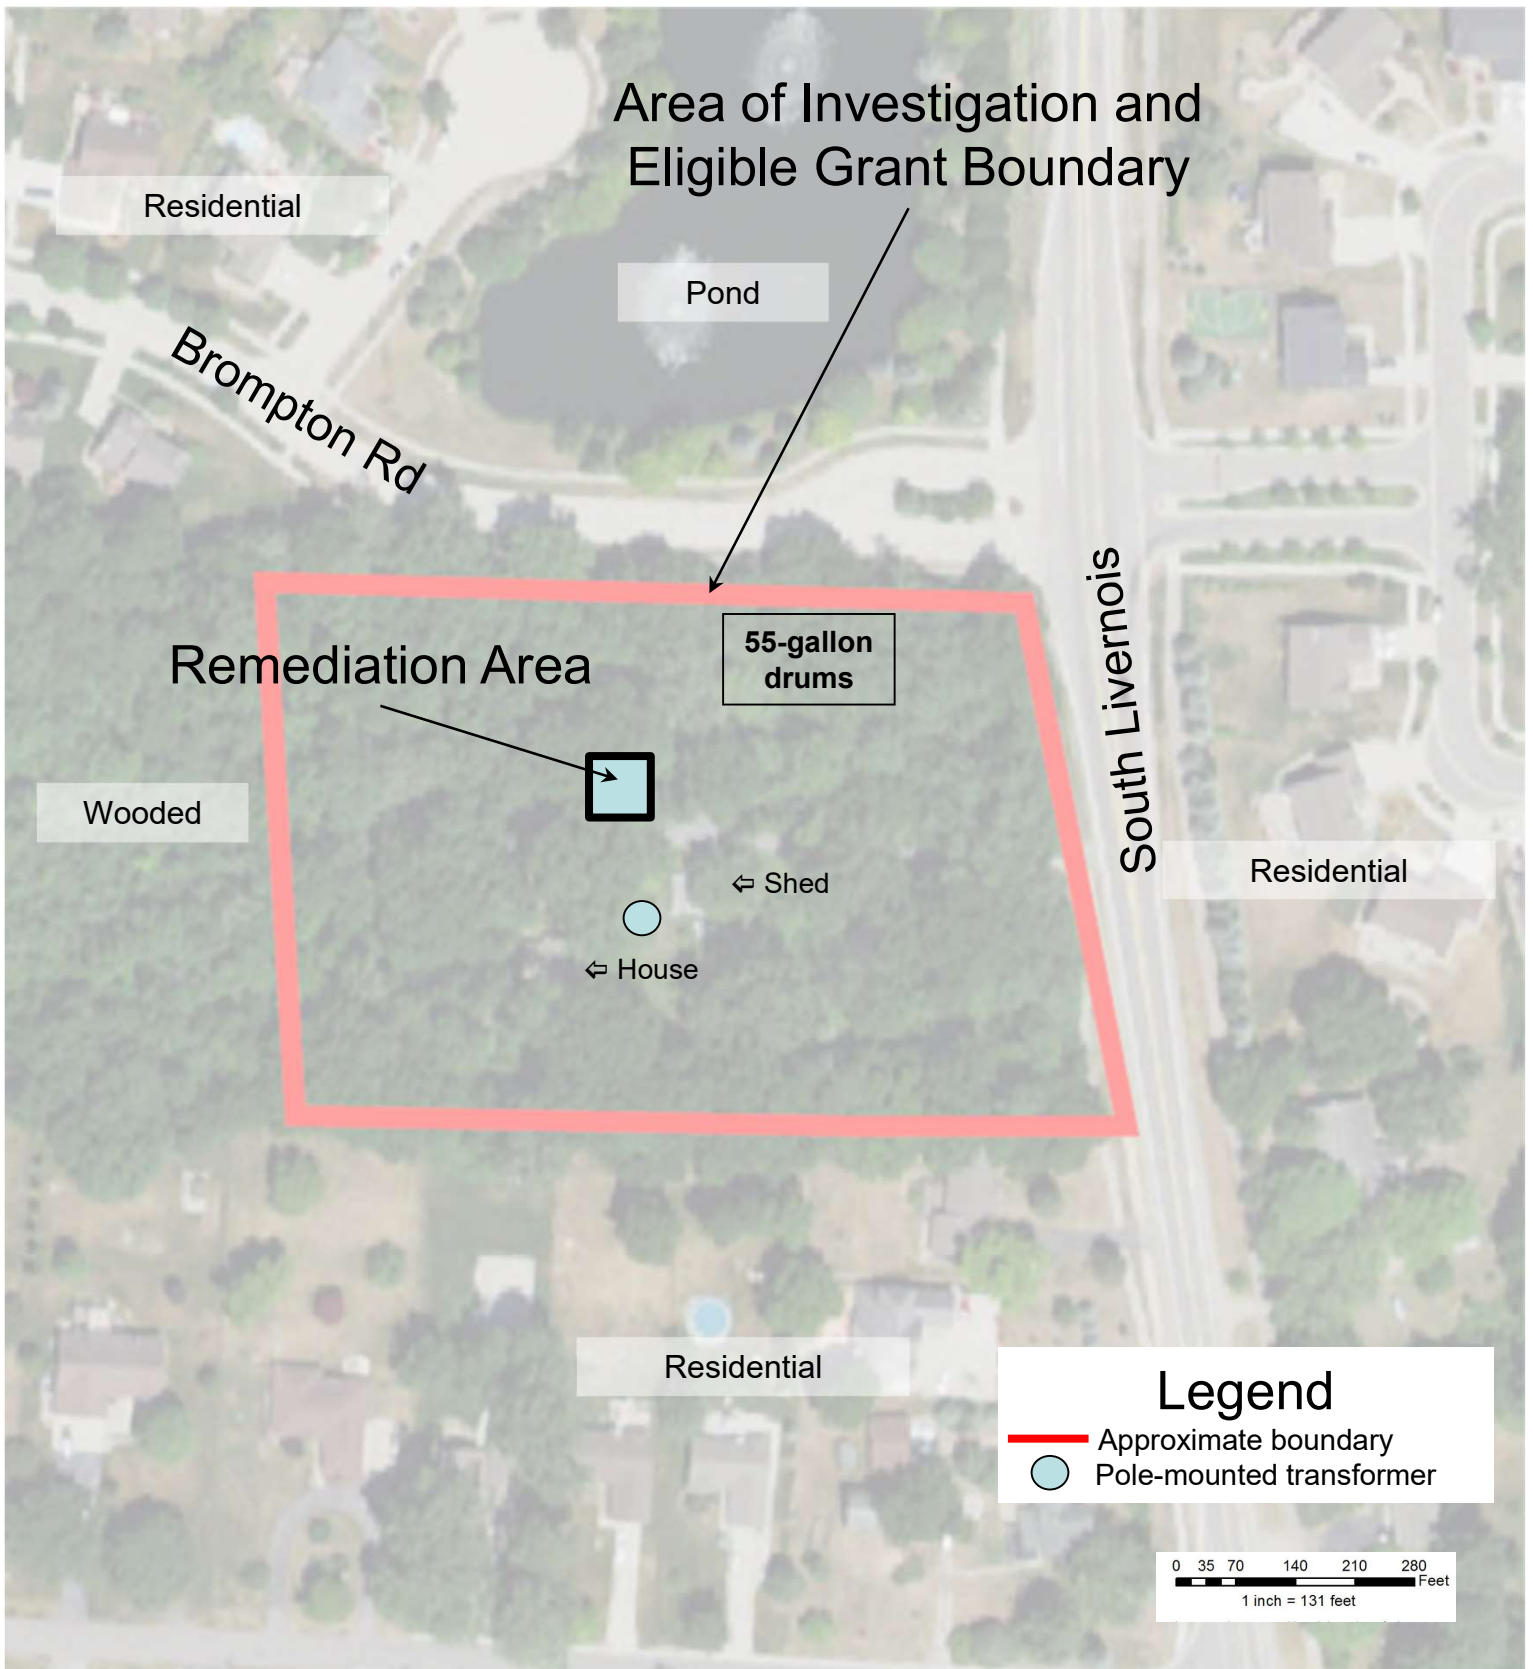 Area of Investigation and
Eligible Grant Boundary
Residential
Pond
Brompton Rd
55-gallon
drums
Remediation Area
South Livernois
Wooded
Residential
⇦ Shed
⇦ House
Residential
Legend
Approximate boundary
Pole-mounted transformer
0 35 70 140 210 280
Feet
1 inch = 131 feet